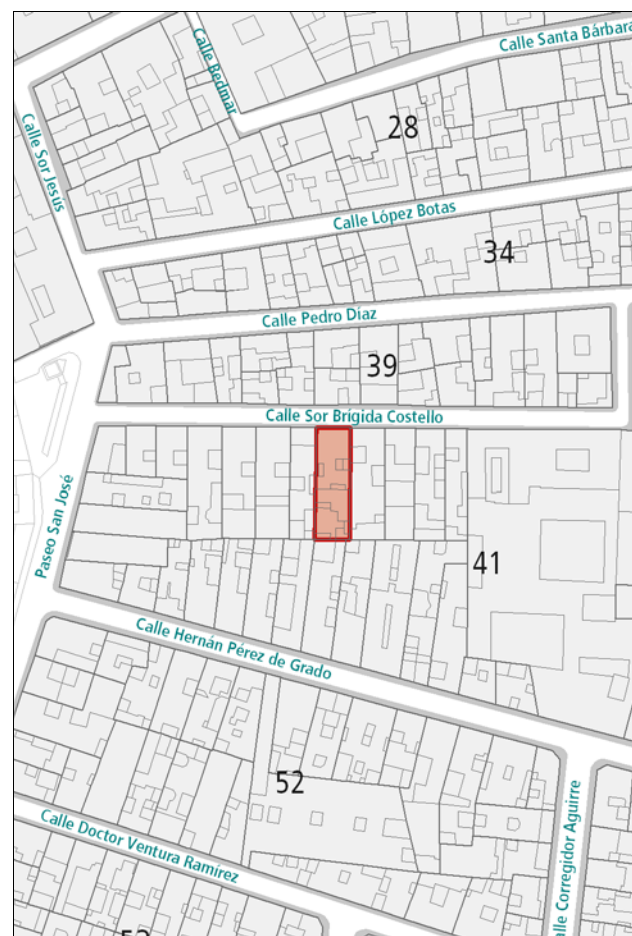 Calle Bedmar
Calle Santa Bárbara
28
Calle Sor Jesús
Calle López Botas
34
Calle Pedro Díaz
39
Calle Sor Brígida Costello
Paseo San José
41
Calle Hernán Pérez de Grado
52
Calle Doctor Ventura Ramírez
alle Corregidor Aguirre